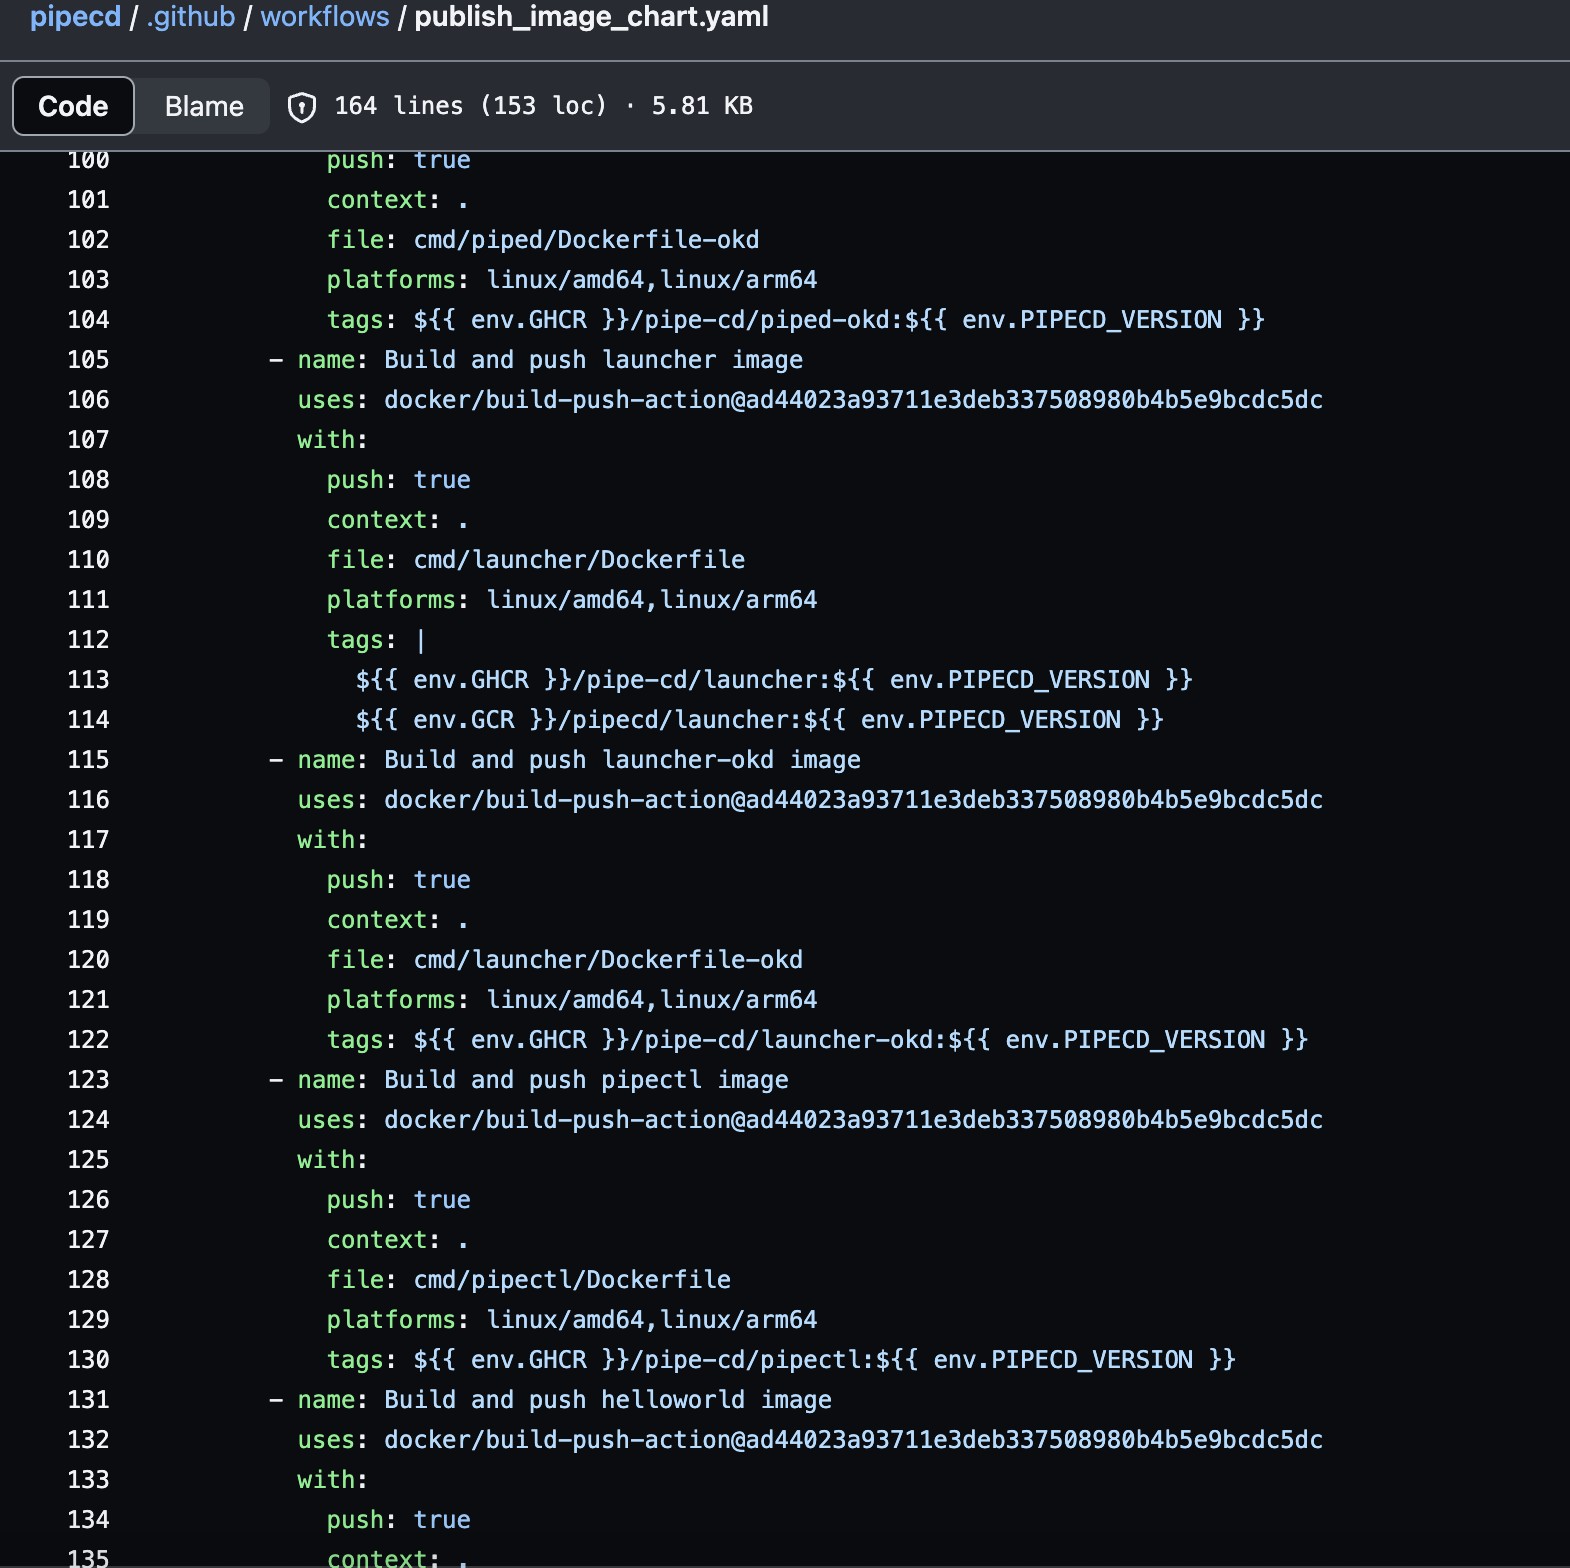 pipecd / .github / workflows / publish_image_chart.yaml
Code Blame 164 lines (153 loc) · 5.81 KB
100 push: true
101 context: .
102 file: cmd/piped/Dockerfile-okd
103 platforms: linux/amd64,linux/arm64
104 tags: ${{ env.GHCR }}/pipe-cd/piped-okd:${{ env.PIPECD_VERSION }}
105 - name: Build and push launcher image
106 uses: docker/build-push-action@ad44023a93711e3deb337508980b4b5e9bcdc5dc
107 with:
108 push: true
109 context: .
110 file: cmd/launcher/Dockerfile
111 platforms: linux/amd64,linux/arm64
112 tags: |
113 ${{ env.GHCR }}/pipe-cd/launcher:${{ env.PIPECD_VERSION }}
114 ${{ env.GCR }}/pipecd/launcher:${{ env.PIPECD_VERSION }}
115 - name: Build and push launcher-okd image
116 uses: docker/build-push-action@ad44023a93711e3deb337508980b4b5e9bcdc5dc
117 with:
118 push: true
119 context: .
120 file: cmd/launcher/Dockerfile-okd
121 platforms: linux/amd64,linux/arm64
122 tags: ${{ env.GHCR }}/pipe-cd/launcher-okd:${{ env.PIPECD_VERSION }}
123 - name: Build and push pipectl image
124 uses: docker/build-push-action@ad44023a93711e3deb337508980b4b5e9bcdc5dc
125 with:
126 push: true
127 context: .
128 file: cmd/pipectl/Dockerfile
129 platforms: linux/amd64,linux/arm64
130 tags: ${{ env.GHCR }}/pipe-cd/pipectl:${{ env.PIPECD_VERSION }}
131 - name: Build and push helloworld image
132 uses: docker/build-push-action@ad44023a93711e3deb337508980b4b5e9bcdc5dc
133 with:
134 push: true
135 context: .